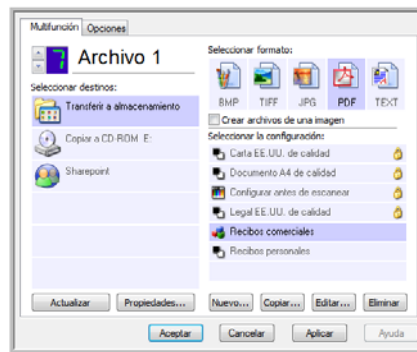 Multifunción Opciones
7 Archivo 1
Seleccionar destinos:
Transferir a almacenamiento
Copiar a CD-ROM E:
Sharepoint
Actualizar Propiedades...
Seleccionar formato:
BMP TIFF JPG PDF TEXT
Crear archivos de una imagen
Seleccionar la configuración:
Carta EE.UU. de calidad
Documento A4 de calidad
Configurar antes de escanear
Legal EE.UU. de calidad
Recibos comerciales
Recibos personales
Nuevo... Copiar... Editar... Eliminar
Aceptar Cancelar Aplicar Ayuda